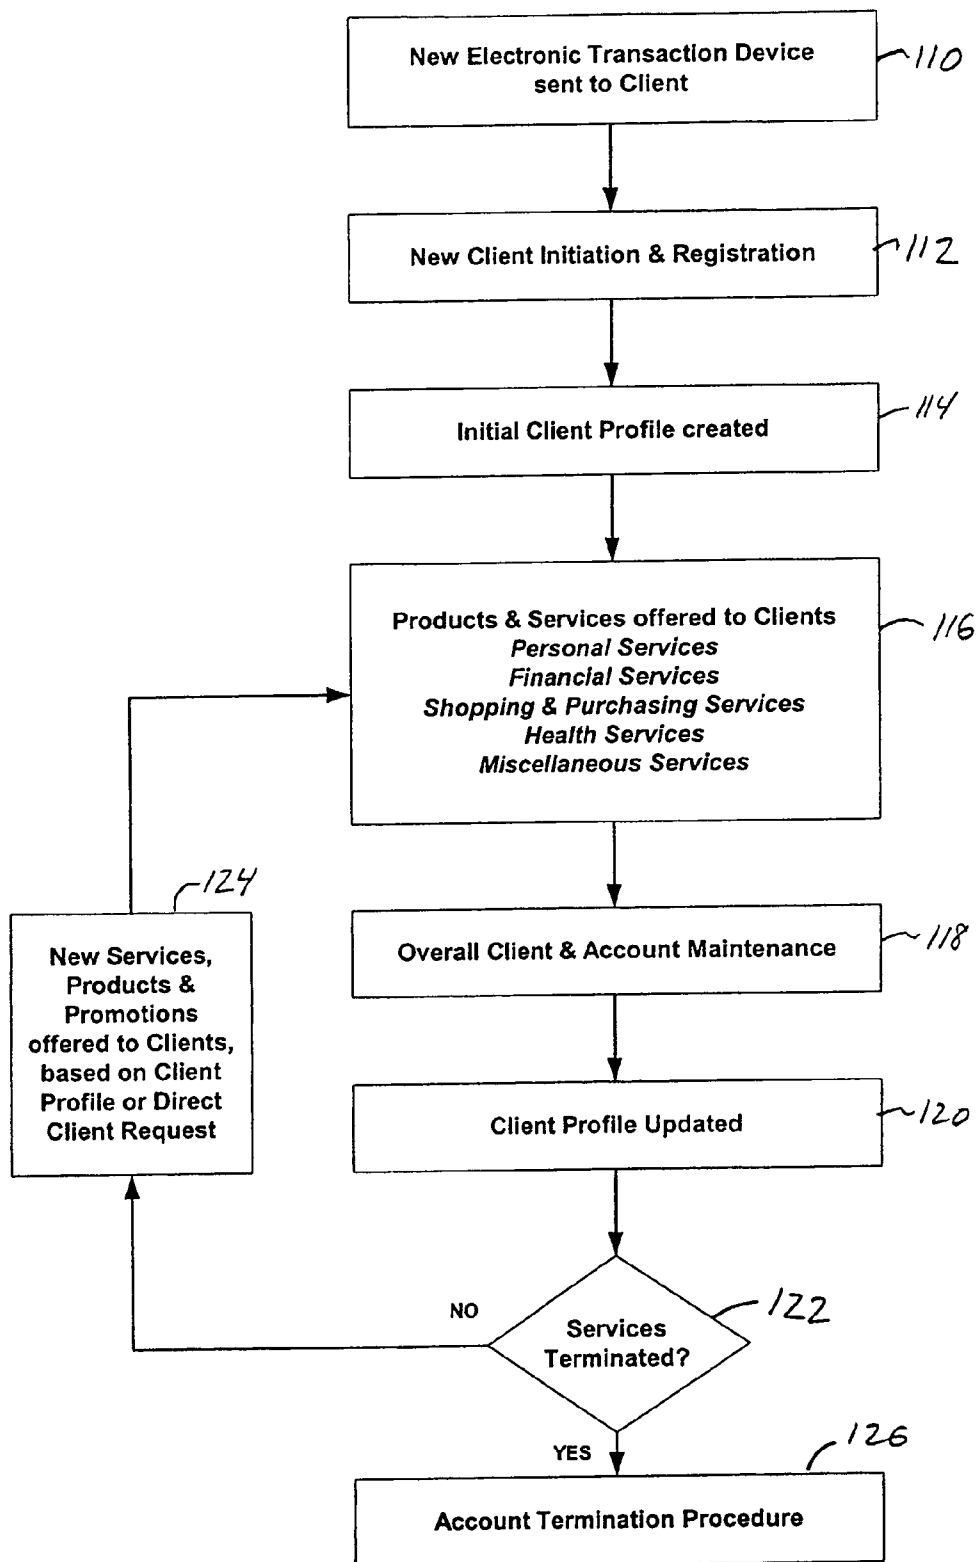 New Electronic Transaction Device
sent to Client
110
New Client Initiation & Registration
112
Initial Client Profile created
114
Products & Services offered to Clients
Personal Services
Financial Services
Shopping & Purchasing Services
Health Services
Miscellaneous Services
116
124
New Services,
Products &
Promotions
offered to Clients,
based on Client
Profile or Direct
Client Request
Overall Client & Account Maintenance
118
Client Profile Updated
120
NO
Services
Terminated?
122
YES
126
Account Termination Procedure